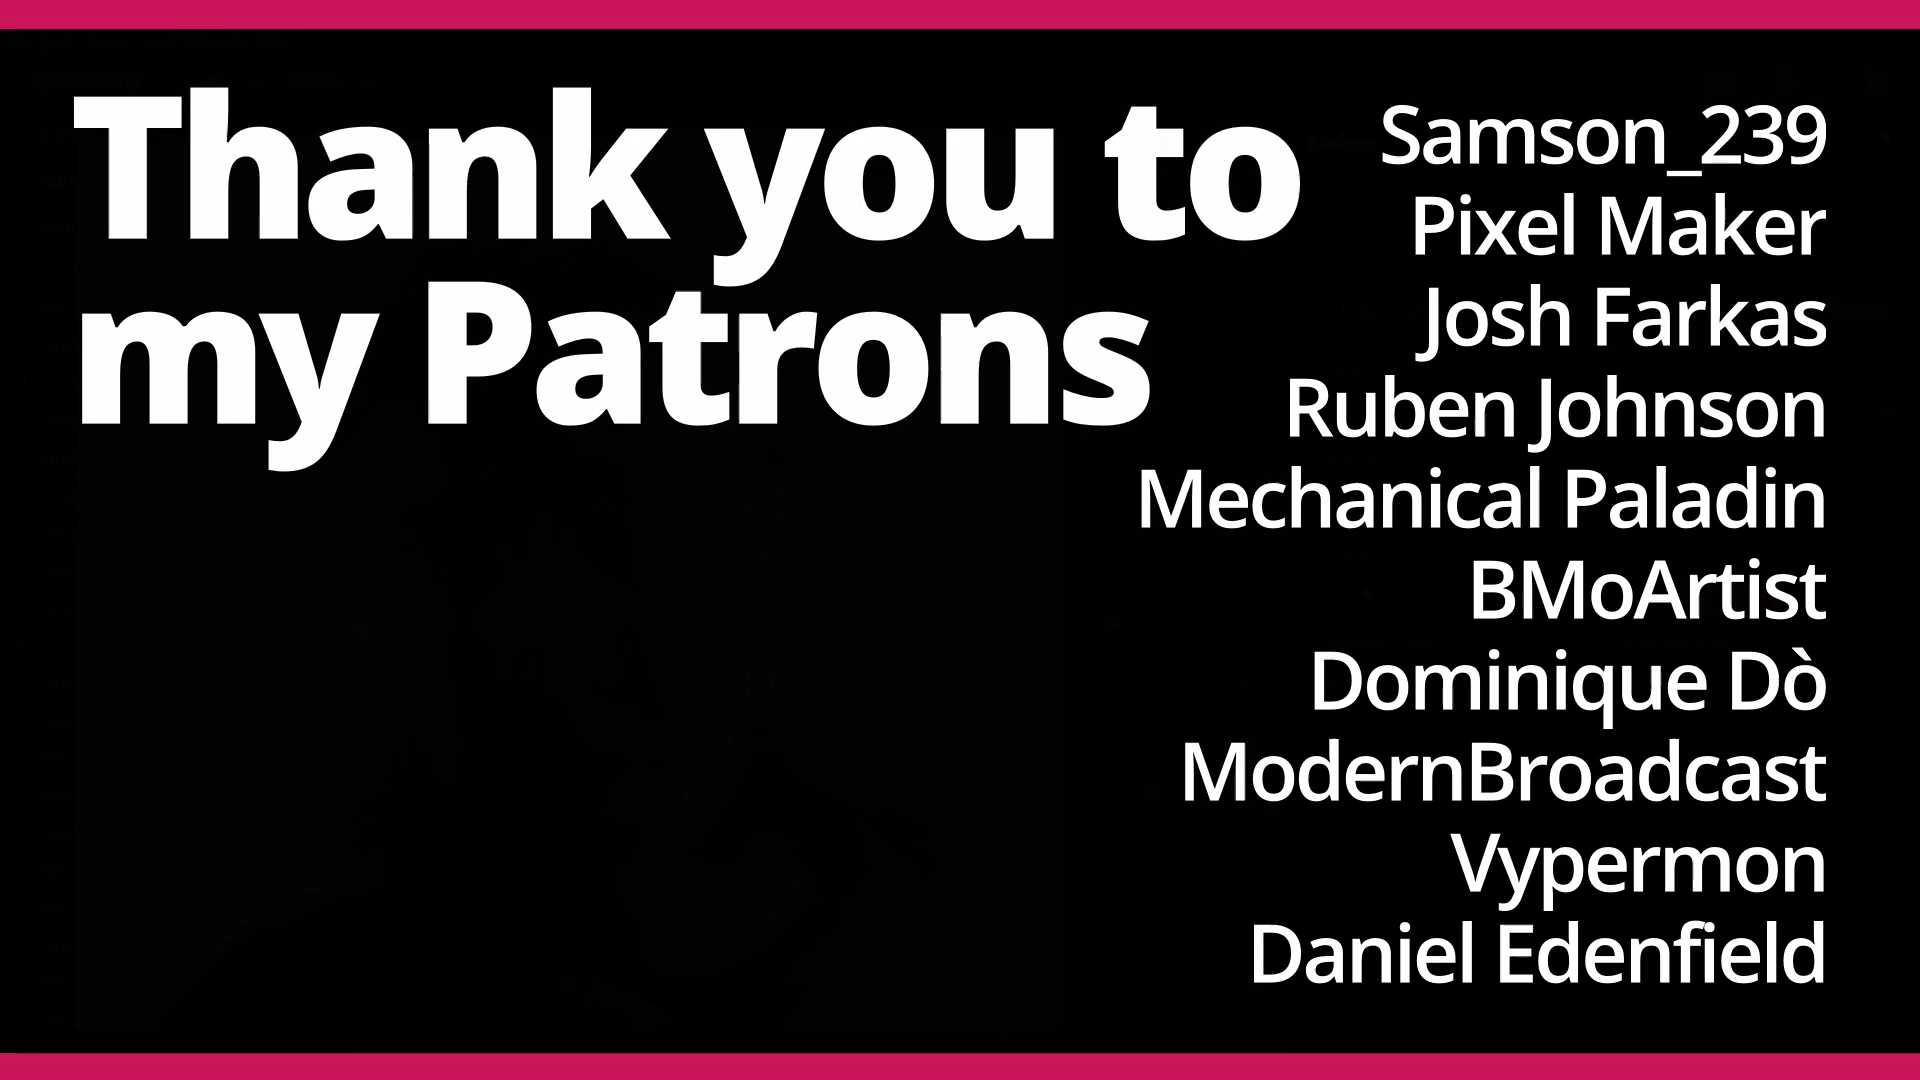 Thank you to
my Patrons
Samson_239
Pixel Maker
Josh Farkas
Ruben Johnson
Mechanical Paladin
BMoArtist
Dominique Dò
ModernBroadcast
Vypermon
Daniel Edenfield